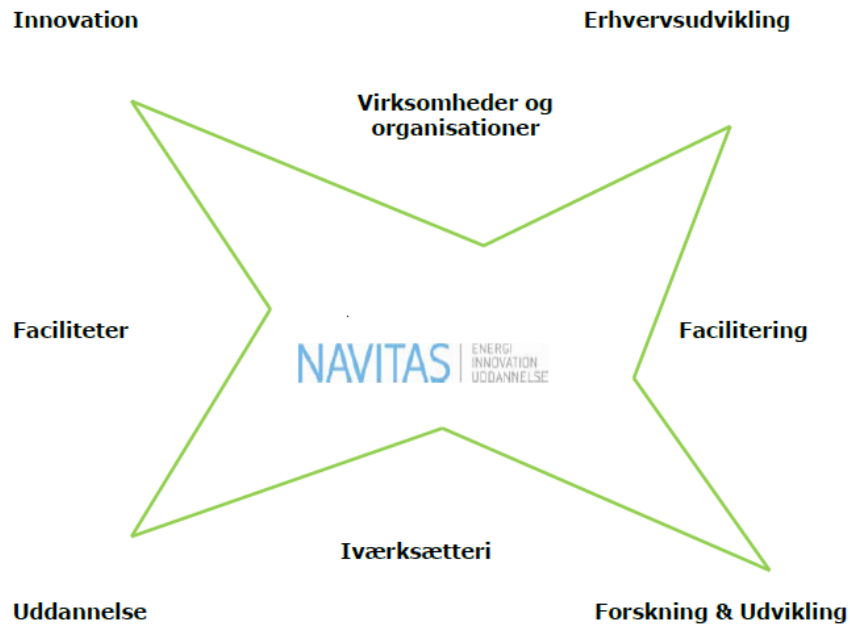 Innovation
Erhvervsudvikling
Virksomheder og
organisationer
Faciliteter
Facilitering
NAVITAS
ENERGI
INNOVATION
UDDANNELSE
Iværksætteri
Uddannelse
Forskning & Udvikling